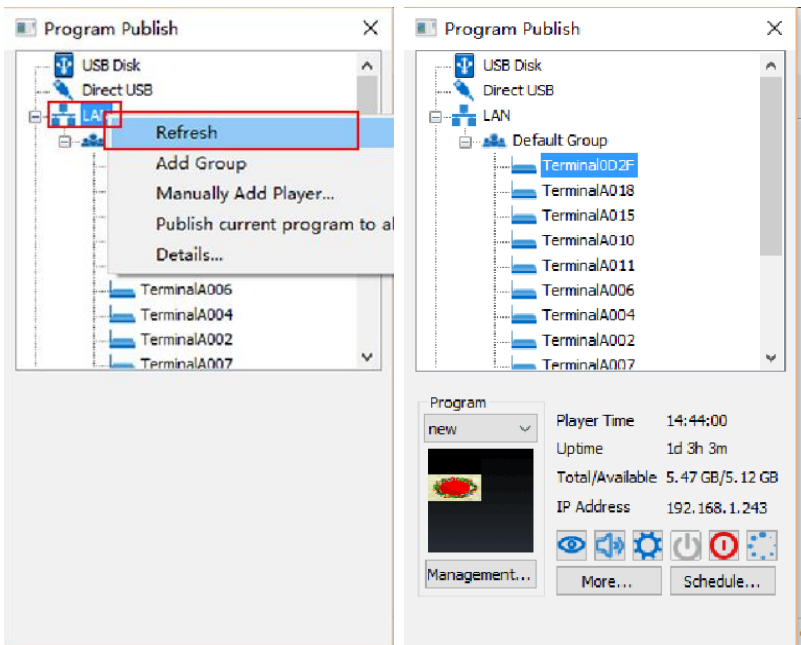 Program Publish
USB Disk
Direct USB
LAN
Refresh
Add Group
Manually Add Player...
Publish current program to al
Details...
TerminalA006
TerminalA004
TerminalA002
TerminalA007
Program Publish
USB Disk
Direct USB
LAN
Default Group
Terminal0D2F
TerminalA018
TerminalA015
TerminalA010
TerminalA011
TerminalA006
TerminalA004
TerminalA002
TerminalA007
Program
new
Management...
Player Time 14:44:00
Uptime 1d 3h 3m
Total/Available 5.47 GB/5.12 GB
IP Address 192.168.1.243
More... Schedule...